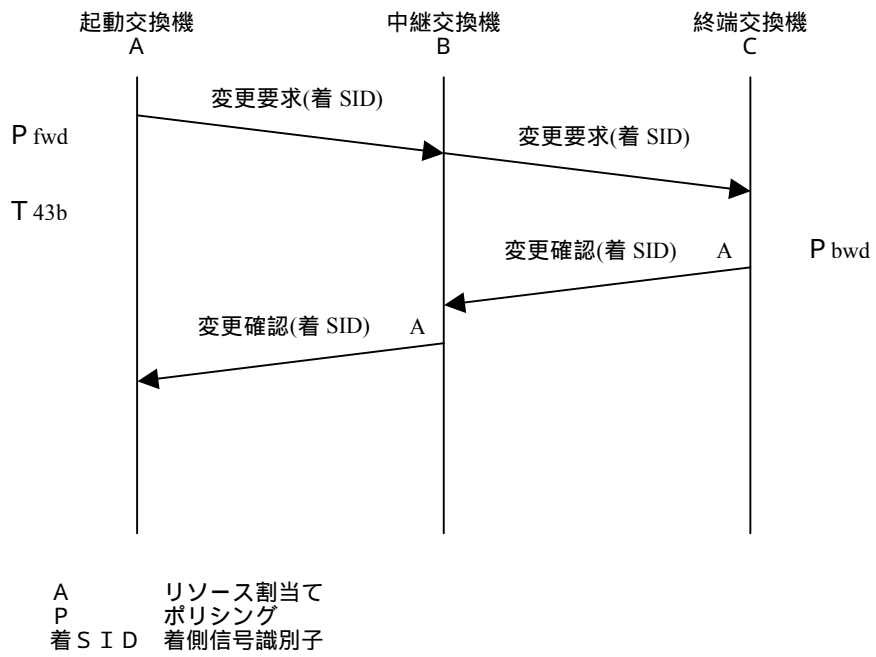 起動交換機 中継交換機 終端交換機
A B C
変更要求(着 SID)
P fwd
変更要求(着 SID)
T 43b
変更確認(着 SID) A P bwd
変更確認(着 SID) A
A リソース割当て
P ポリシング
着ＳＩＤ 着側信号識別子